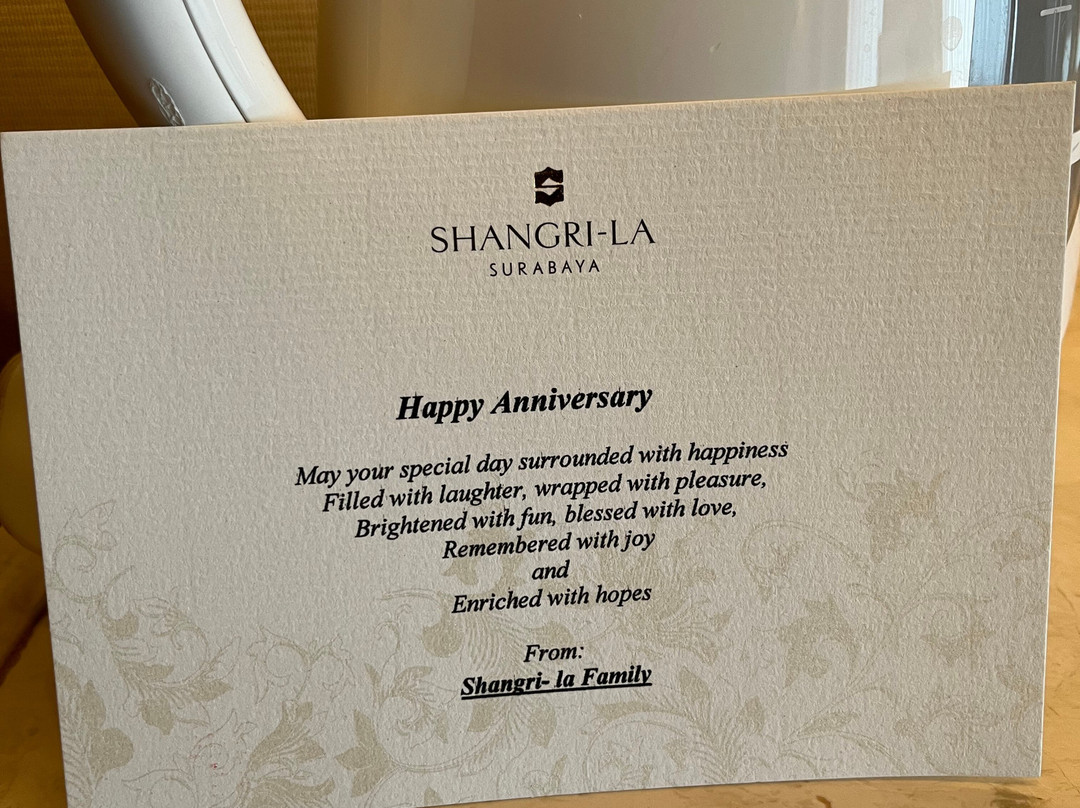 SHANGRI-LA
SURABAYA
Happy Anniversary
May your special day surrounded with happiness
Filled with laughter, wrapped with pleasure,
Brightened with fun, blessed with love,
Remembered with joy
and
Enriched with hopes
From:
Shangri- la Family